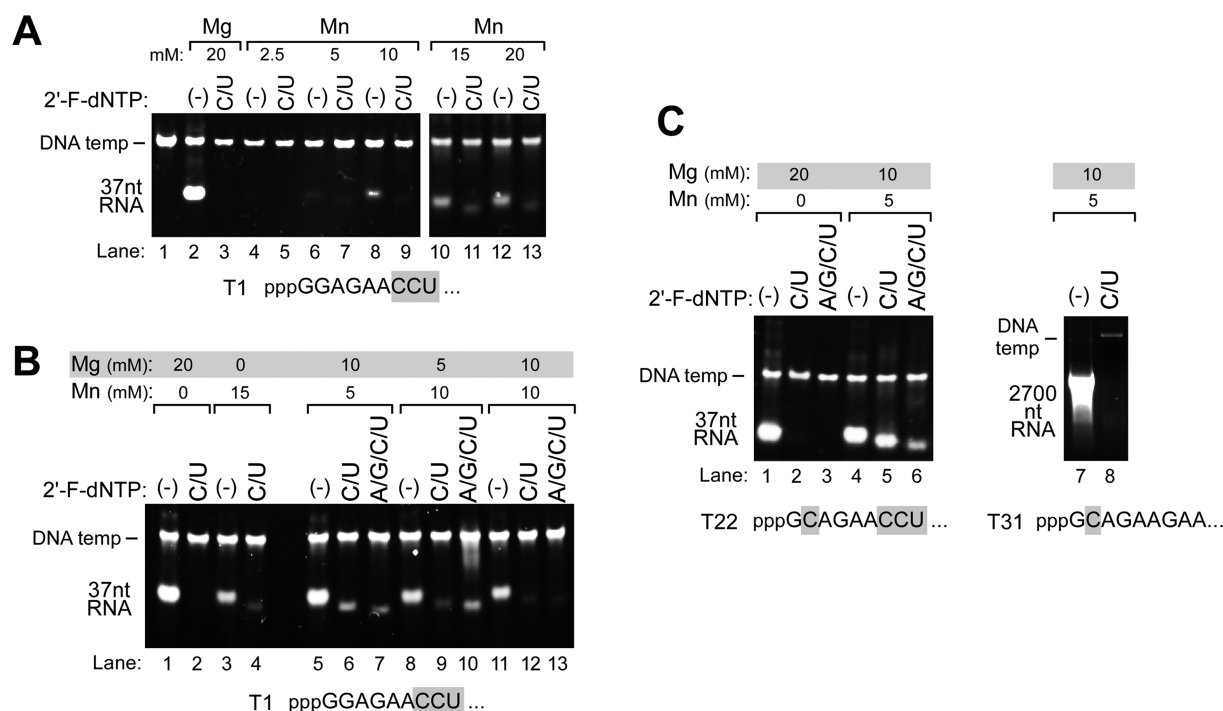 A
Mg Mn Mn
mM: 20 2.5 5 10 15 20
2'-F-dNTP: (-) C/U (-) C/U (-) C/U (-) C/U (-) C/U (-) C/U
DNA temp
37nt
RNA
Lane: 1 2 3 4 5 6 7 8 9 10 11 12 13
T1 pppGGAGAACCU ...
B
Mg (mM): 20 0 10 5 10
Mn (mM): 0 15 5 10 10
2'-F-dNTP: (-) C/U (-) C/U (-) C/U A/G/C/U (-) C/U A/G/C/U (-) C/U A/G/C/U
DNA temp
37nt
RNA
Lane: 1 2 3 4 5 6 7 8 9 10 11 12 13
T1 pppGGAGAACCU ...
C
Mg (mM): 20 10 10
Mn (mM): 0 5 5
2'-F-dNTP: (-) C/U A/G/C/U (-) C/U A/G/C/U (-) C/U
DNA temp
37nt
RNA
DNA
temp
2700
nt
RNA
Lane: 1 2 3 4 5 6 7 8
T22 pppGCAGAACCU ...
T31 pppGCAGAAGAA...